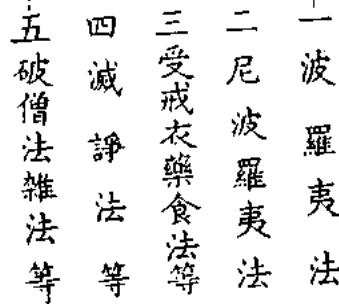 一波羅夷法
二尼波羅夷法
三受戒衣藥食法等
四滅諍法等
五破僧法雑法等